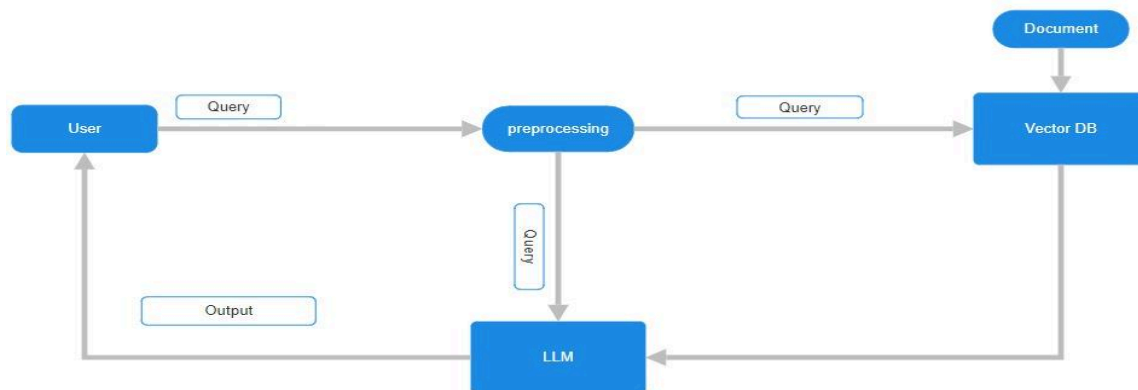 Document
Query
Query
User
preprocessing
Vector DB
Query
Output
LLM